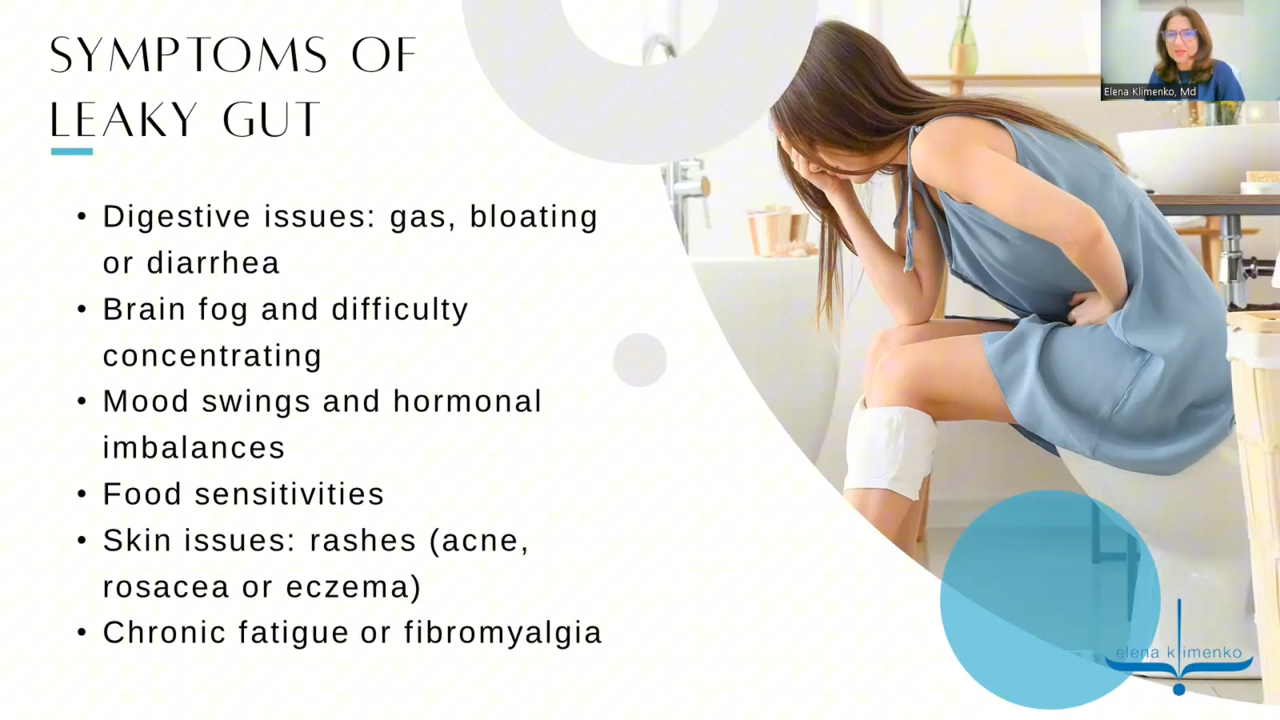 SYMPTOMS OF
LEAKY GUT
Elena Klimenko, Md
• Digestive issues: gas, bloating
or diarrhea
• Brain fog and difficulty
concentrating
• Mood swings and hormonal
imbalances
• Food sensitivities
• Skin issues: rashes (acne,
rosacea or eczema)
• Chronic fatigue or fibromyalgia
elena klimenko